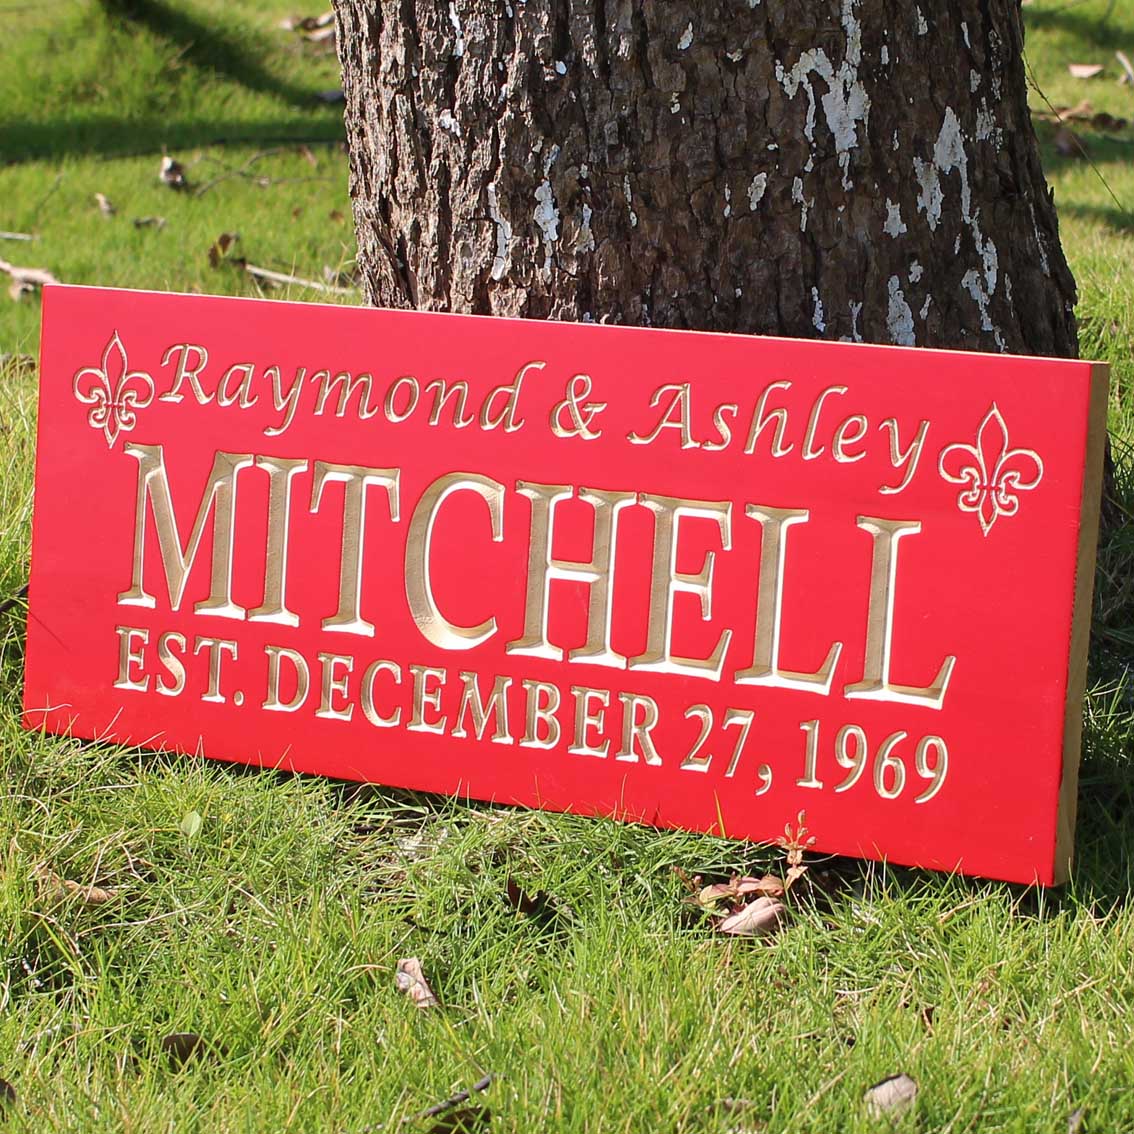 Raymond & Ashley
MITCHELL
EST. DECEMBER 27, 1969